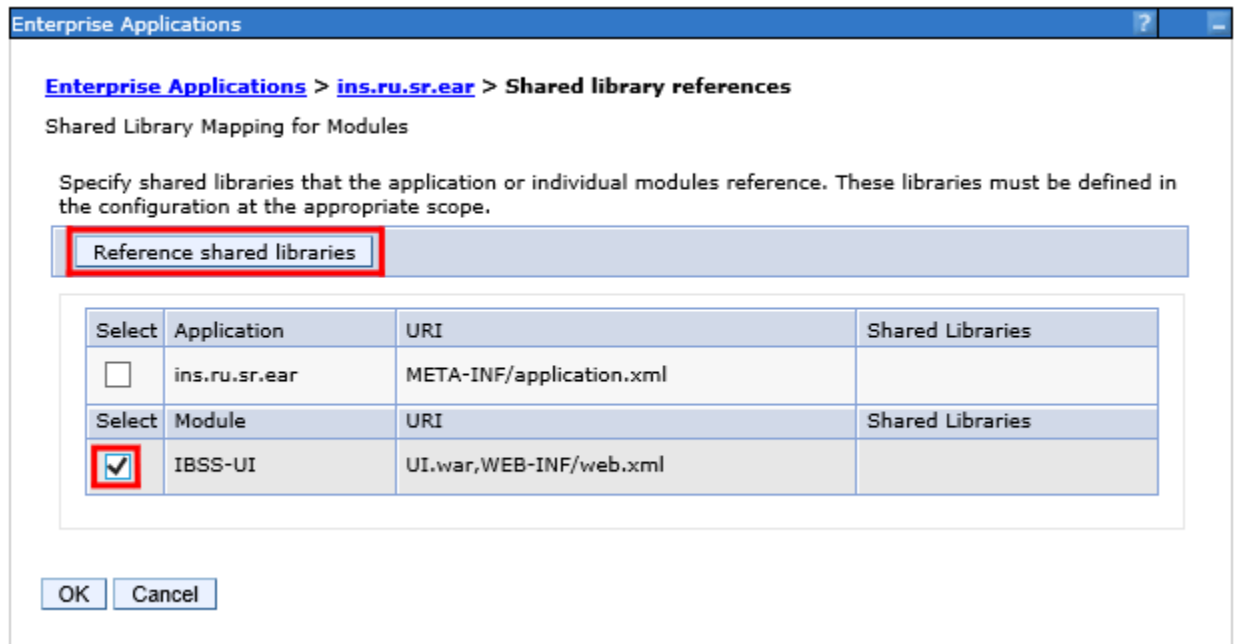 Enterprise Applications ?
Enterprise Applications > ins.ru.sr.ear > Shared library references
Shared Library Mapping for Modules
Specify shared libraries that the application or individual modules reference. These libraries must be defined in
the configuration at the appropriate scope.
Reference shared libraries
Select Application URI Shared Libraries
ins.ru.sr.ear META-INF/application.xml
Select Module URI Shared Libraries
IBSS-UI UI.war,WEB-INF/web.xml
OK Cancel